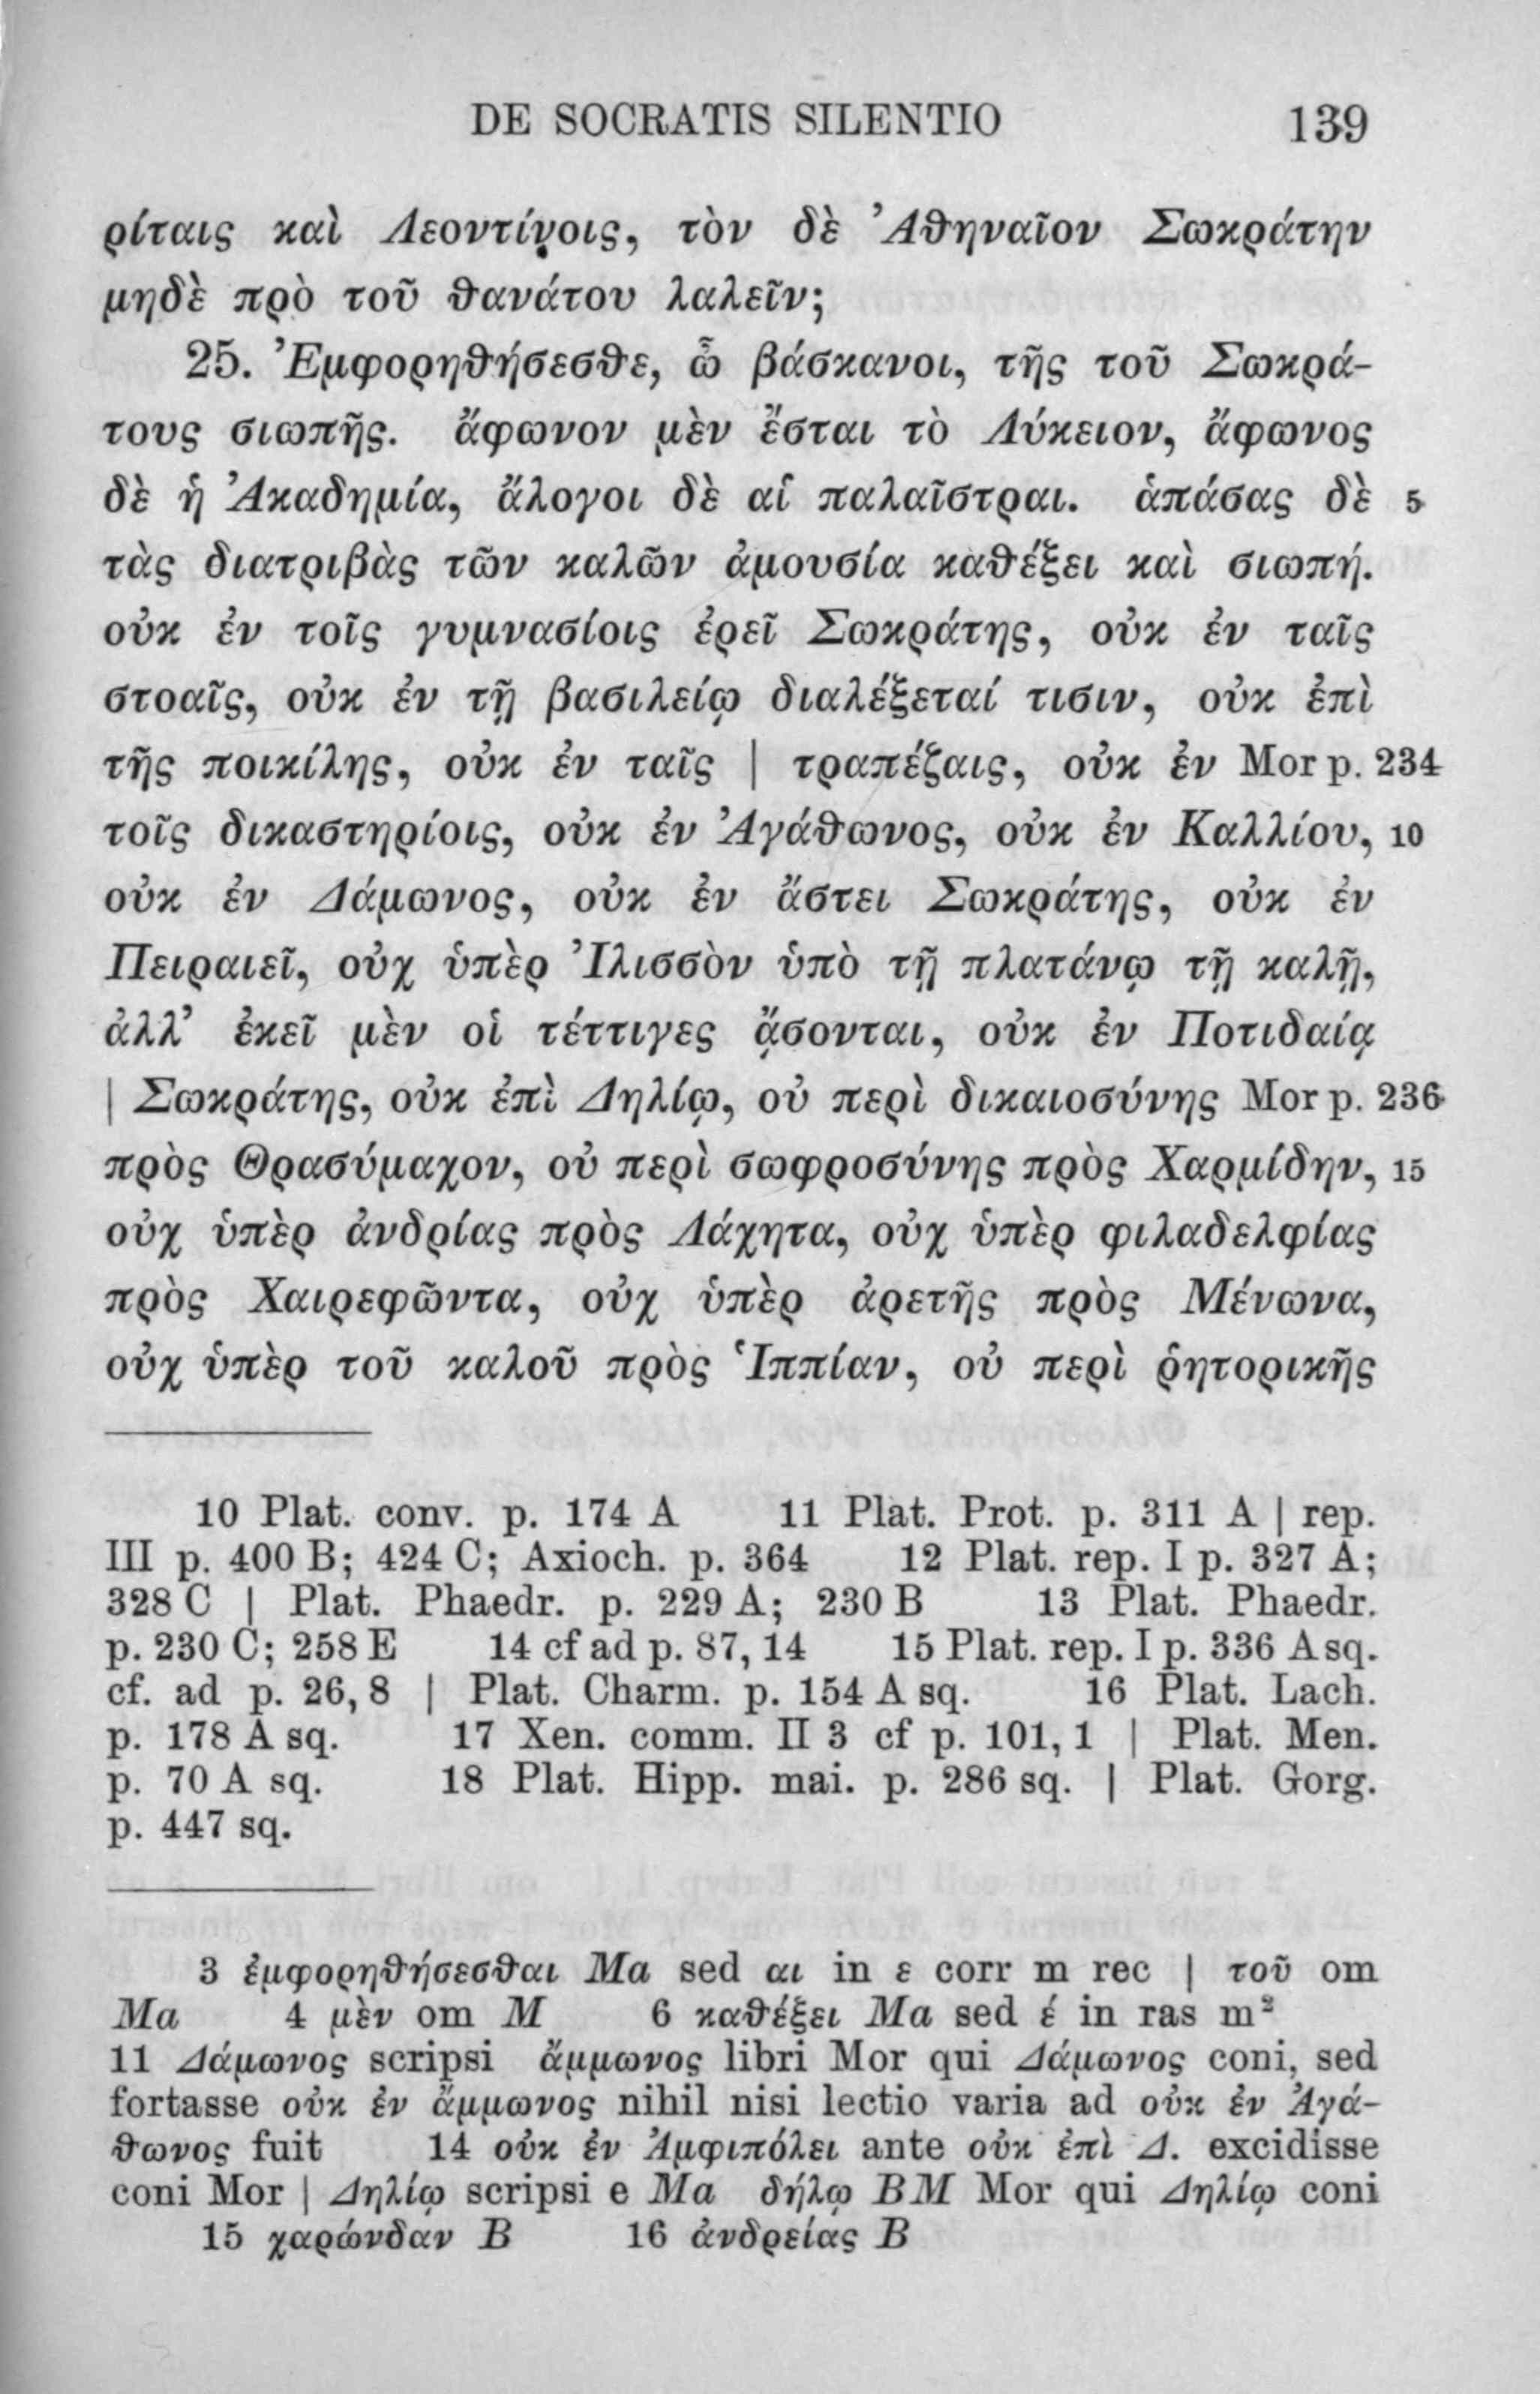 DE SOCRATIS SILENTIO 139
ρίταις καὶ Λεοντίνοις, τὸν δὲ Ἀθηναῖον Σωκράτην
μηδὲ πρὸ τοῦ θανάτου λαλεῖν;
25. Ἐμφορηθήσεσθε, ὦ βάσκανοι, τῆς τοῦ Σωκρά-
τους σιωπῆς. ἄφωνον μὲν ἔσται τὸ Λύκειον, ἄφωνος
δὲ ἡ Ἀκαδημία, ἄλογοι δὲ αἱ παλαῖστραι. ἁπάσας δὲ 5
τὰς διατριβὰς τῶν καλῶν ἀμουσία καθέξει καὶ σιωπή.
οὐκ ἐν τοῖς γυμνασίοις ἐρεῖ Σωκράτης, οὐκ ἐν ταῖς
στοαῖς, οὐκ ἐν τῇ βασιλείῳ διαλέξεταί τισιν, οὐκ ἐπὶ
τῆς ποικίλης, οὐκ ἐν ταῖς | τραπέζαις, οὐκ ἐν Mor p. 234
τοῖς δικαστηρίοις, οὐκ ἐν Ἀγάθωνος, οὐκ ἐν Καλλίου, 10
οὐκ ἐν Δάμωνος, οὐκ ἐν ἄστει Σωκράτης, οὐκ ἐν
Πειραιεῖ, οὐχ ὑπὲρ Ἰλισσὸν ὑπὸ τῇ πλατάνῳ τῇ καλῇ,
ἀλλ’ ἐκεῖ μὲν οἱ τέττιγες ᾄσονται, οὐκ ἐν Ποτιδαίᾳ
| Σωκράτης, οὐκ ἐπὶ Δηλίῳ, οὐ περὶ δικαιοσύνης Mor p. 236
πρὸς Θρασύμαχον, οὐ περὶ σωφροσύνης πρὸς Χαρμίδην, 15
οὐχ ὑπὲρ ἀνδρίας πρὸς Λάχητα, οὐχ ὑπὲρ φιλαδελφίας
πρὸς Χαιρεφῶντα, οὐχ ὑπὲρ ἀρετῆς πρὸς Μένωνα,
οὐχ ὑπὲρ τοῦ καλοῦ πρὸς Ἱππίαν, οὐ περὶ ῥητορικῆς
10 Plat. conv. p. 174 A 11 Plat. Prot. p. 311 A | rep.
III p. 400 B; 424 C; Axioch. p. 364 12 Plat. rep. I p. 327 A;
328 C | Plat. Phaedr. p. 229 A; 230 B 13 Plat. Phaedr.
p. 230 C; 258 E 14 cf ad p. 87, 14 15 Plat. rep. I p. 336 A sq.
cf. ad p. 26, 8 | Plat. Charm. p. 154 A sq. 16 Plat. Lach.
p. 178 A sq. 17 Xen. comm. II 3 cf p. 101, 1 | Plat. Men.
p. 70 A sq. 18 Plat. Hipp. mai. p. 286 sq. | Plat. Gorg.
p. 447 sq.
3 ἐμφορηθήσεσθαι Ma sed αι in ε corr m rec | τοῦ om
Ma 4 μὲν om M 6 καθέξει Ma sed έ in ras m²
11 Δάμωνος scripsi ἄμμωνος libri Mor qui Δάμωνος coni, sed
fortasse οὐκ ἐν ἄμμωνος nihil nisi lectio varia ad οὐκ ἐν Ἀγά-
θωνος fuit 14 οὐκ ἐν Ἀμφιπόλει ante οὐκ ἐπὶ Δ. excidisse
coni Mor | Δηλίῳ scripsi e Ma δήλῳ BM Mor qui Δηλίῳ coni
15 χαρώνδαν B 16 ἀνδρείας B